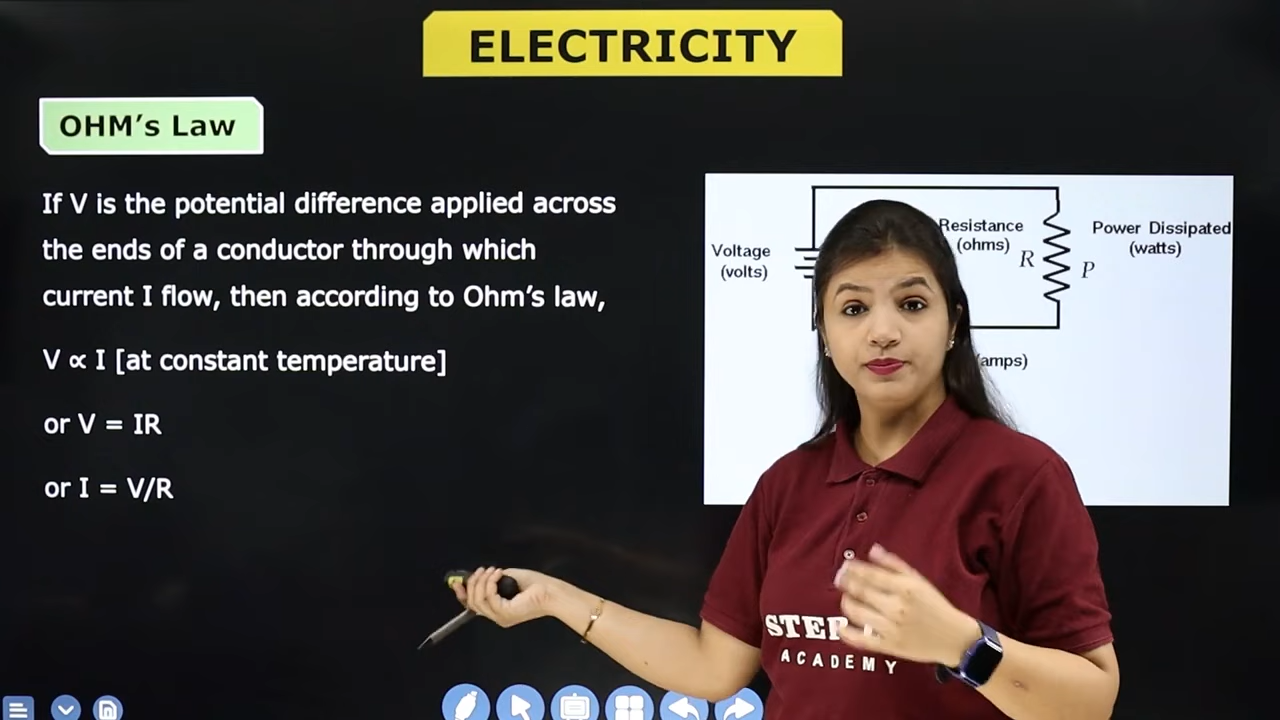 ELECTRICITY
OHM's Law
If V is the potential difference applied across
the ends of a conductor through which
current I flow, then according to Ohm's law,
V ∝ I [at constant temperature]
or V = IR
or I = V/R
Voltage
(volts)
Resistance
(ohms)
R
P
Power Dissipated
(watts)
amps)
ACADEMY